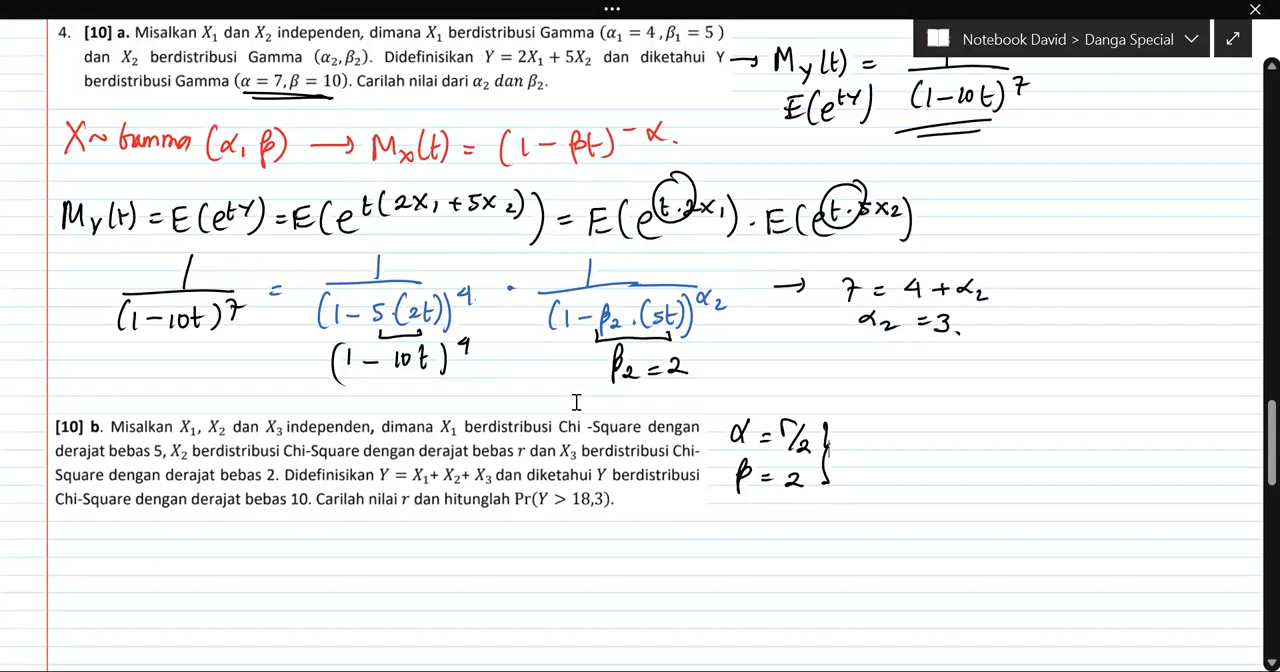 4. [10] a. Misalkan X₁ dan X₂ independen, dimana X₁ berdistribusi Gamma (α₁ = 4 , β₁ = 5 )
dan X₂ berdistribusi Gamma (α₂, β₂). Didefinisikan Y = 2X₁ + 5X₂ dan diketahui Y
berdistribusi Gamma (α = 7, β = 10). Carilah nilai dari α₂ dan β₂.
Notebook David > Danga Special
→ M_Y(t) = 1/(1-10t)^7
E(e^{tY})
X ~ Gamma (α, β) → M_X(t) = (1 - βt)^{-α}.
M_Y(t) = E(e^{tY}) = E(e^{t(2X₁ + 5X₂)}) = E(e^{t·2X₁}) · E(e^{t·5X₂})
1/(1-10t)^7 = 1/(1 - 5·(2t))^4 · 1/(1 - β₂·(5t))^{α₂} → 7 = 4 + α₂
α₂ = 3.
(1 - 10t)^4 β₂ = 2
[10] b. Misalkan X₁, X₂ dan X₃ independen, dimana X₁ berdistribusi Chi -Square dengan
derajat bebas 5, X₂ berdistribusi Chi-Square dengan derajat bebas r dan X₃ berdistribusi Chi-
Square dengan derajat bebas 2. Didefinisikan Y = X₁+ X₂+ X₃ dan diketahui Y berdistribusi
Chi-Square dengan derajat bebas 10. Carilah nilai r dan hitunglah Pr(Y > 18,3).
α = r/2 }
β = 2